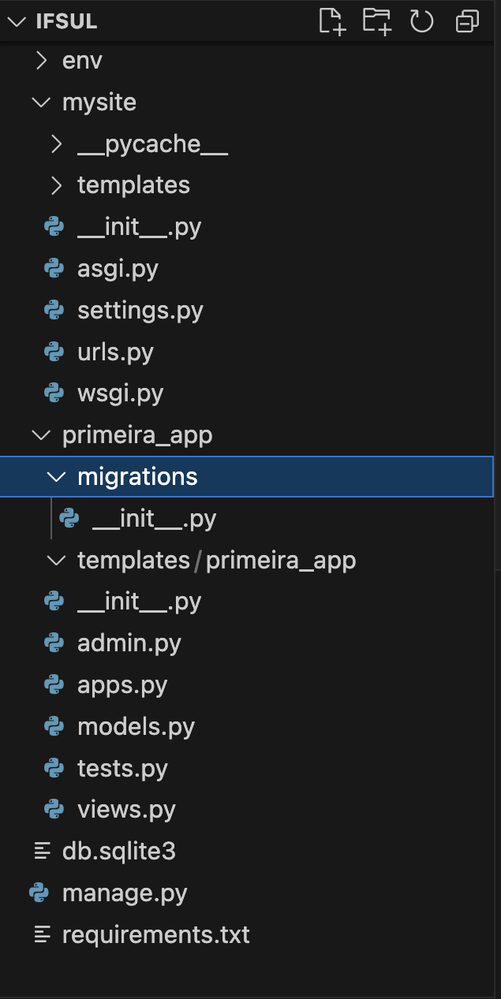 IFSUL
env
mysite
__pycache__
templates
__init__.py
asgi.py
settings.py
urls.py
wsgi.py
primeira_app
migrations
__init__.py
templates/primeira_app
__init__.py
admin.py
apps.py
models.py
tests.py
views.py
db.sqlite3
manage.py
requirements.txt